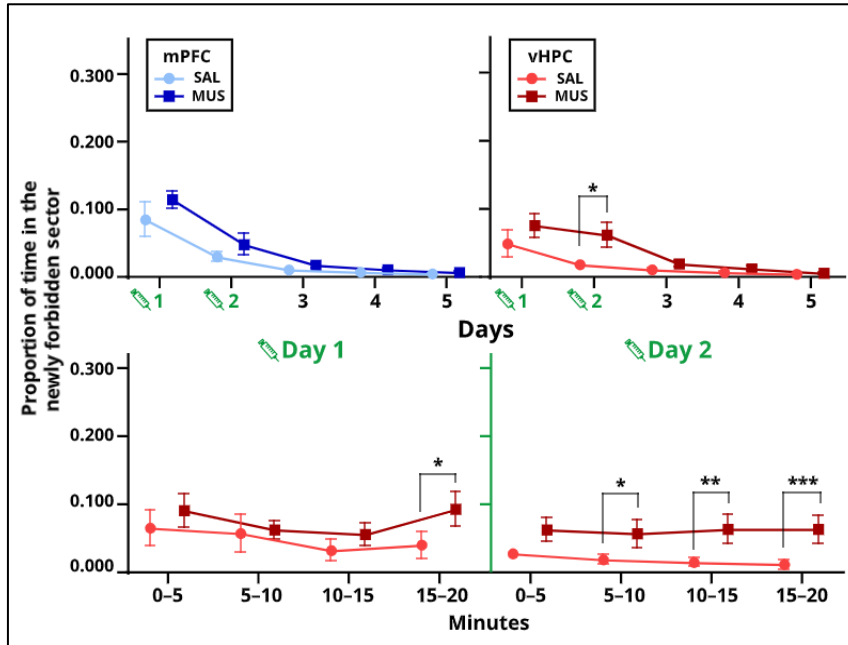 Proportion of time in the
newly forbidden sector
mPFC
SAL
MUS
0.300
0.200
0.100
0.000
1 2 3 4 5
vHPC
SAL
MUS
*
1 2 3 4 5
Days
Day 1
0.300
0.200
0.100
0.000
*
0–5 5–10 10–15 15–20
Day 2
* ** ***
0–5 5–10 10–15 15–20
Minutes